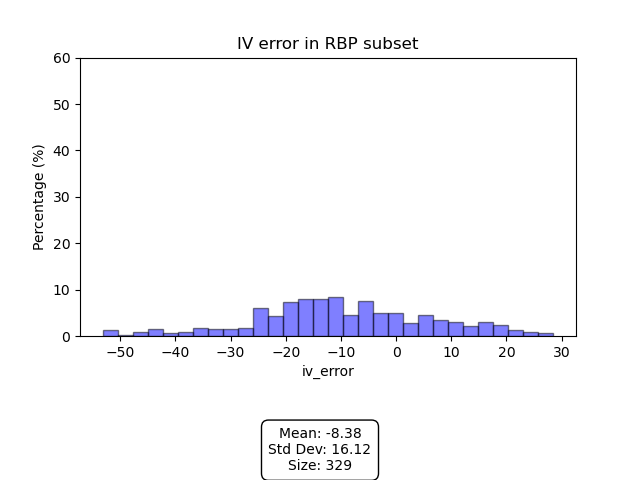 IV error in RBP subset
60
50
40
30
20
10
0
Percentage (%)
−50 −40 −30 −20 −10 0 10 20 30
iv_error
Mean: -8.38
Std Dev: 16.12
Size: 329